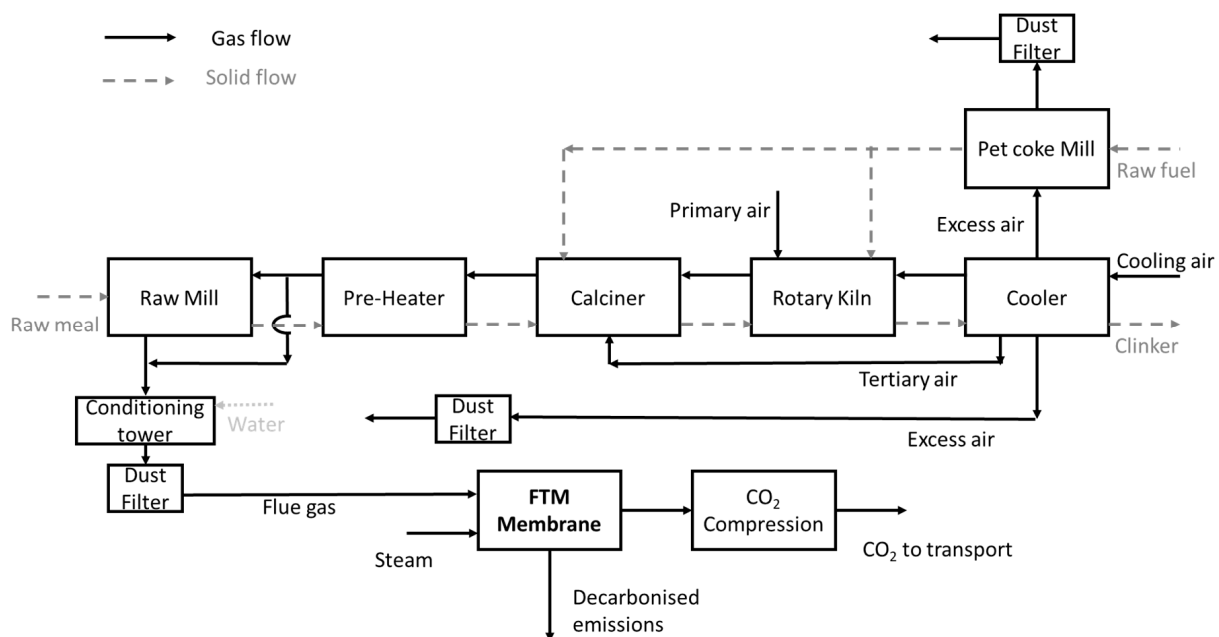 Gas flow
Solid flow
Dust
Filter
Pet coke Mill
Raw fuel
Primary air
Excess air
Cooling air
Raw Mill
Pre-Heater
Calciner
Rotary Kiln
Cooler
Raw meal
Clinker
Tertiary air
Conditioning
tower
Water
Dust
Filter
Excess air
Dust
Filter
Flue gas
FTM
Membrane
CO₂
Compression
Steam
CO₂ to transport
Decarbonised
emissions